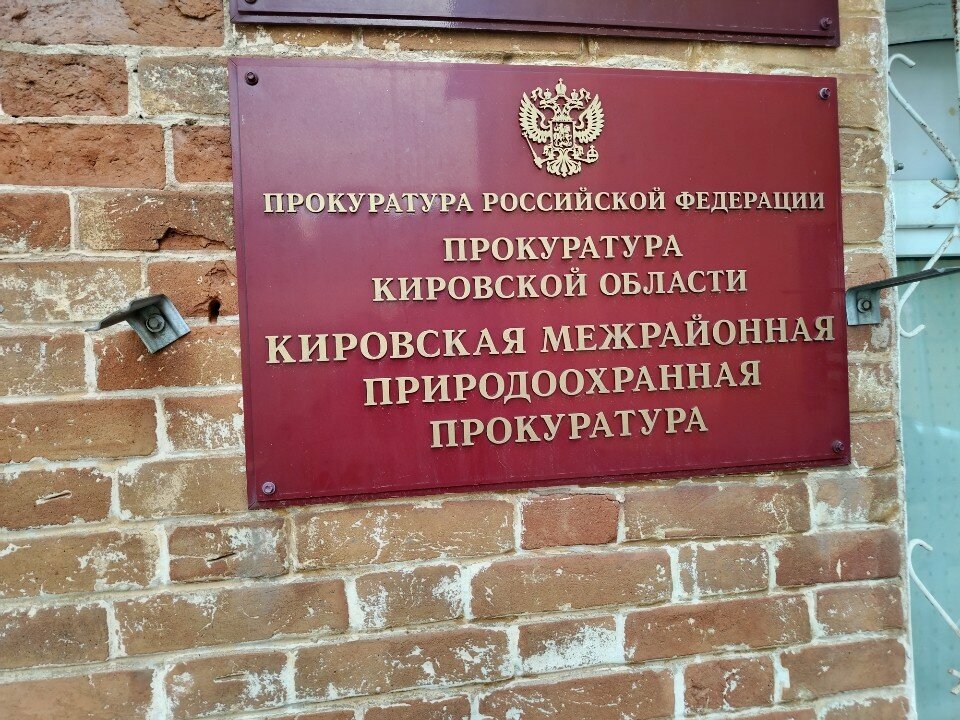 ПРОКУРАТУРА РОССИЙСКОЙ ФЕДЕРАЦИИ
ПРОКУРАТУРА
КИРОВСКОЙ ОБЛАСТИ
КИРОВСКАЯ МЕЖРАЙОННАЯ
ПРИРОДООХРАННАЯ
ПРОКУРАТУРА